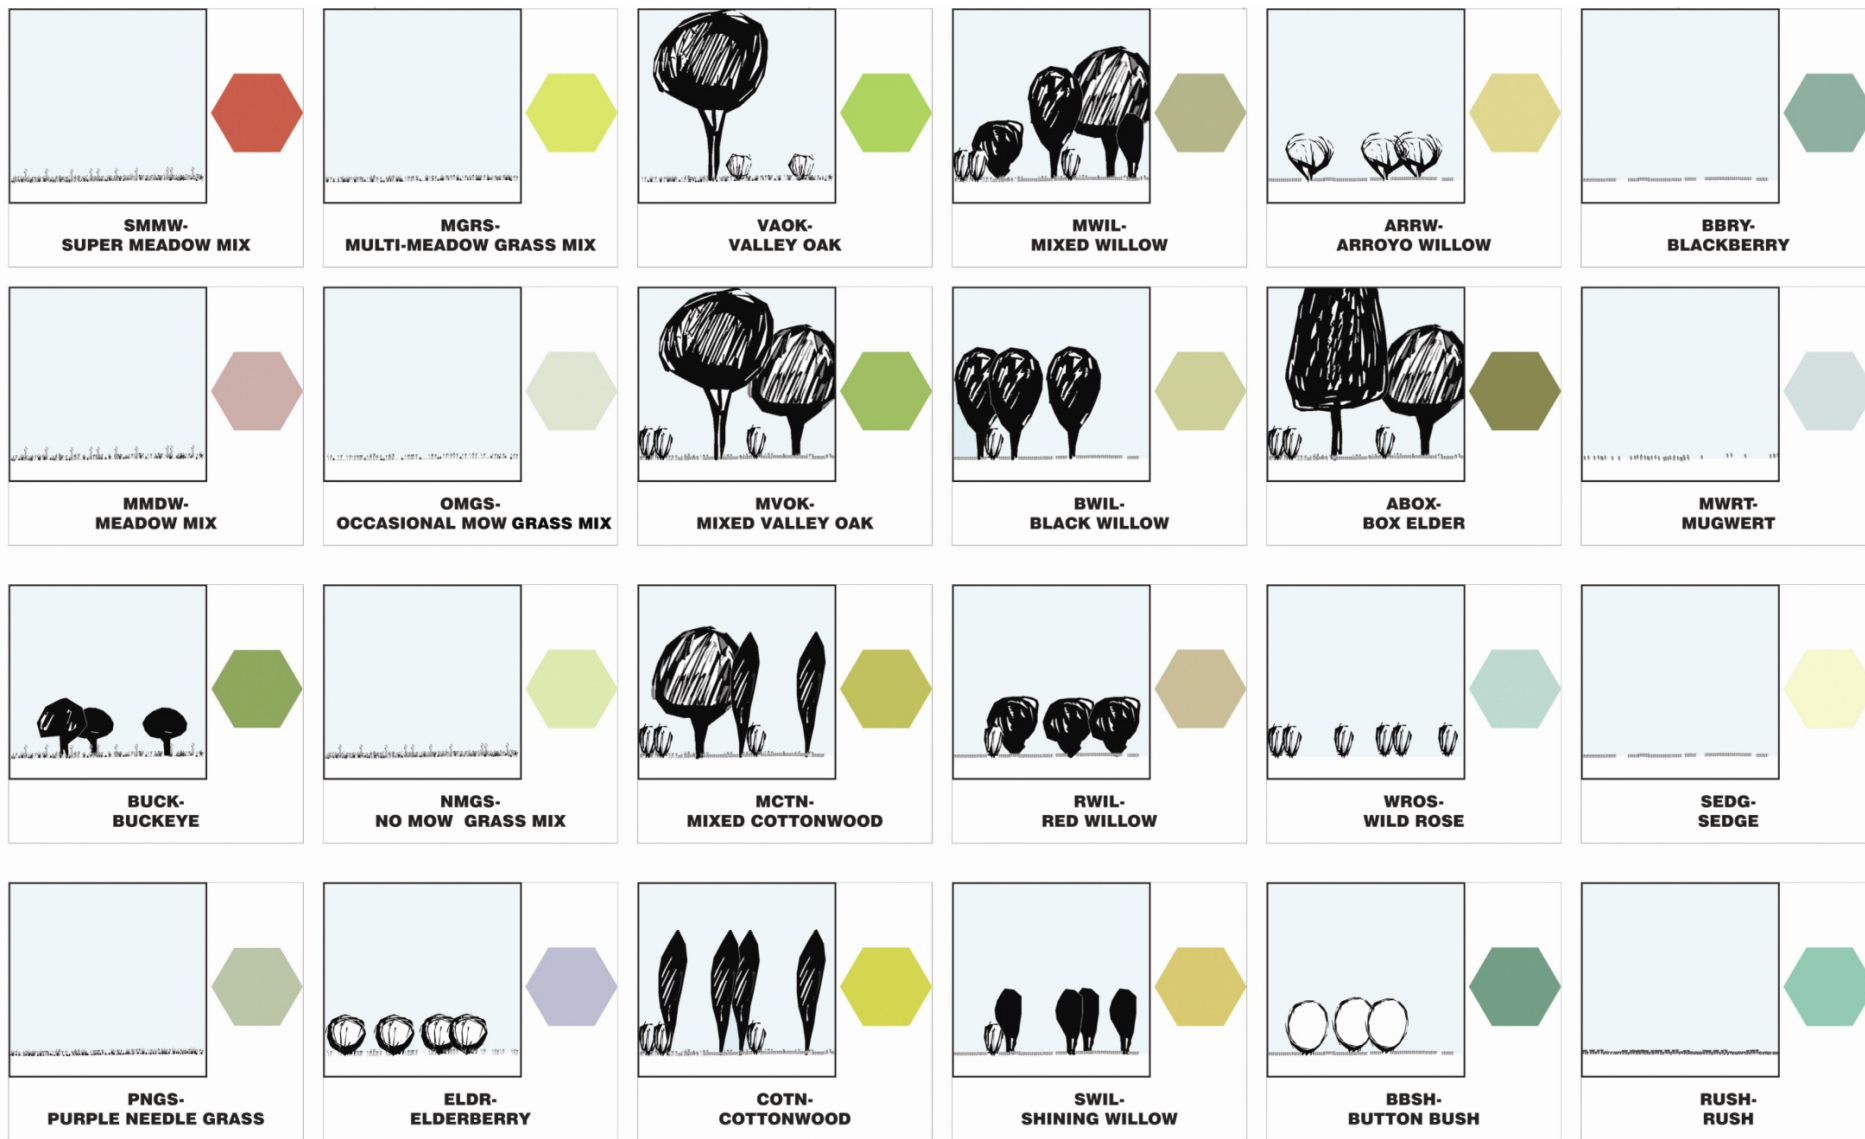 SMMW-
SUPER MEADOW MIX
MGRS-
MULTI-MEADOW GRASS MIX
VAOK-
VALLEY OAK
MWIL-
MIXED WILLOW
ARRW-
ARROYO WILLOW
BBRY-
BLACKBERRY
MMDW-
MEADOW MIX
OMGS-
OCCASIONAL MOW GRASS MIX
MVOK-
MIXED VALLEY OAK
BWIL-
BLACK WILLOW
ABOX-
BOX ELDER
MWRT-
MUGWERT
BUCK-
BUCKEYE
NMGS-
NO MOW GRASS MIX
MCTN-
MIXED COTTONWOOD
RWIL-
RED WILLOW
WROS-
WILD ROSE
SEDG-
SEDGE
PNGS-
PURPLE NEEDLE GRASS
ELDR-
ELDERBERRY
COTN-
COTTONWOOD
SWIL-
SHINING WILLOW
BBSH-
BUTTON BUSH
RUSH-
RUSH